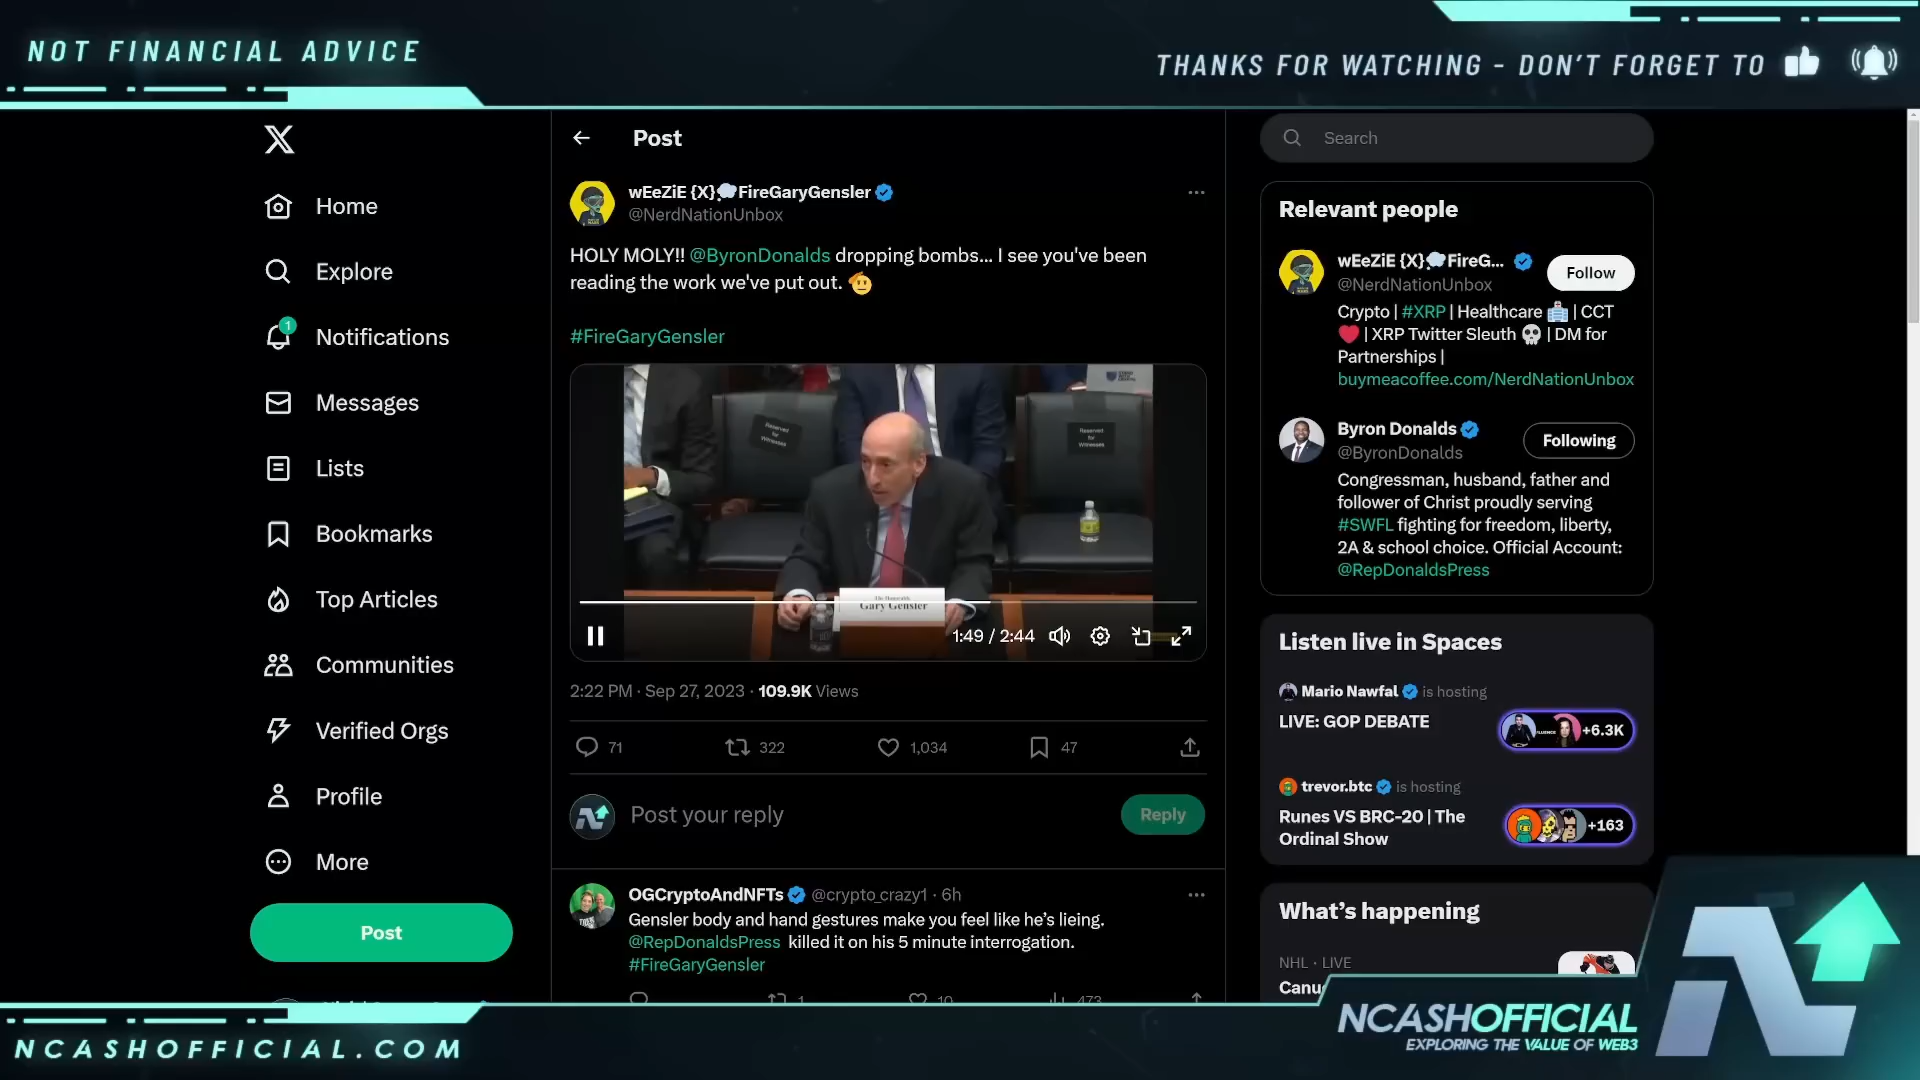 NOT FINANCIAL ADVICE
THANKS FOR WATCHING - DON'T FORGET TO
Home
Explore
1
Notifications
Messages
Lists
Bookmarks
Top Articles
Communities
Verified Orgs
Profile
More
Post
Post
wEeZiE {X}💭FireGaryGensler
@NerdNationUnbox
HOLY MOLY!! @ByronDonalds dropping bombs... I see you've been
reading the work we've put out. 🫡
#FireGaryGensler
Reserved
for
Witnesses
Reserved
for
Witnesses
The Honorable
Gary Gensler
1:49 / 2:44
2:22 PM · Sep 27, 2023 · 109.9K Views
71
322
1,034
47
Post your reply
Reply
OGCryptoAndNFTs @crypto_crazy1 · 6h
Gensler body and hand gestures make you feel like he's lieing.
@RepDonaldsPress killed it on his 5 minute interrogation.
#FireGaryGensler
1
10
473
Search
Relevant people
wEeZiE {X}💭FireG...
@NerdNationUnbox
Follow
Crypto | #XRP | Healthcare 🏥 | CCT
❤️ | XRP Twitter Sleuth 💀 | DM for
Partnerships |
buymeacoffee.com/NerdNationUnbox
Byron Donalds
@ByronDonalds
Following
Congressman, husband, father and
follower of Christ proudly serving
#SWFL fighting for freedom, liberty,
2A & school choice. Official Account:
@RepDonaldsPress
Listen live in Spaces
Mario Nawfal is hosting
LIVE: GOP DEBATE
+6.3K
trevor.btc is hosting
Runes VS BRC-20 | The
Ordinal Show
+163
What's happening
NHL · LIVE
NCASHOFFICIAL
EXPLORING THE VALUE OF WEB3
NCASHOFFICIAL.COM